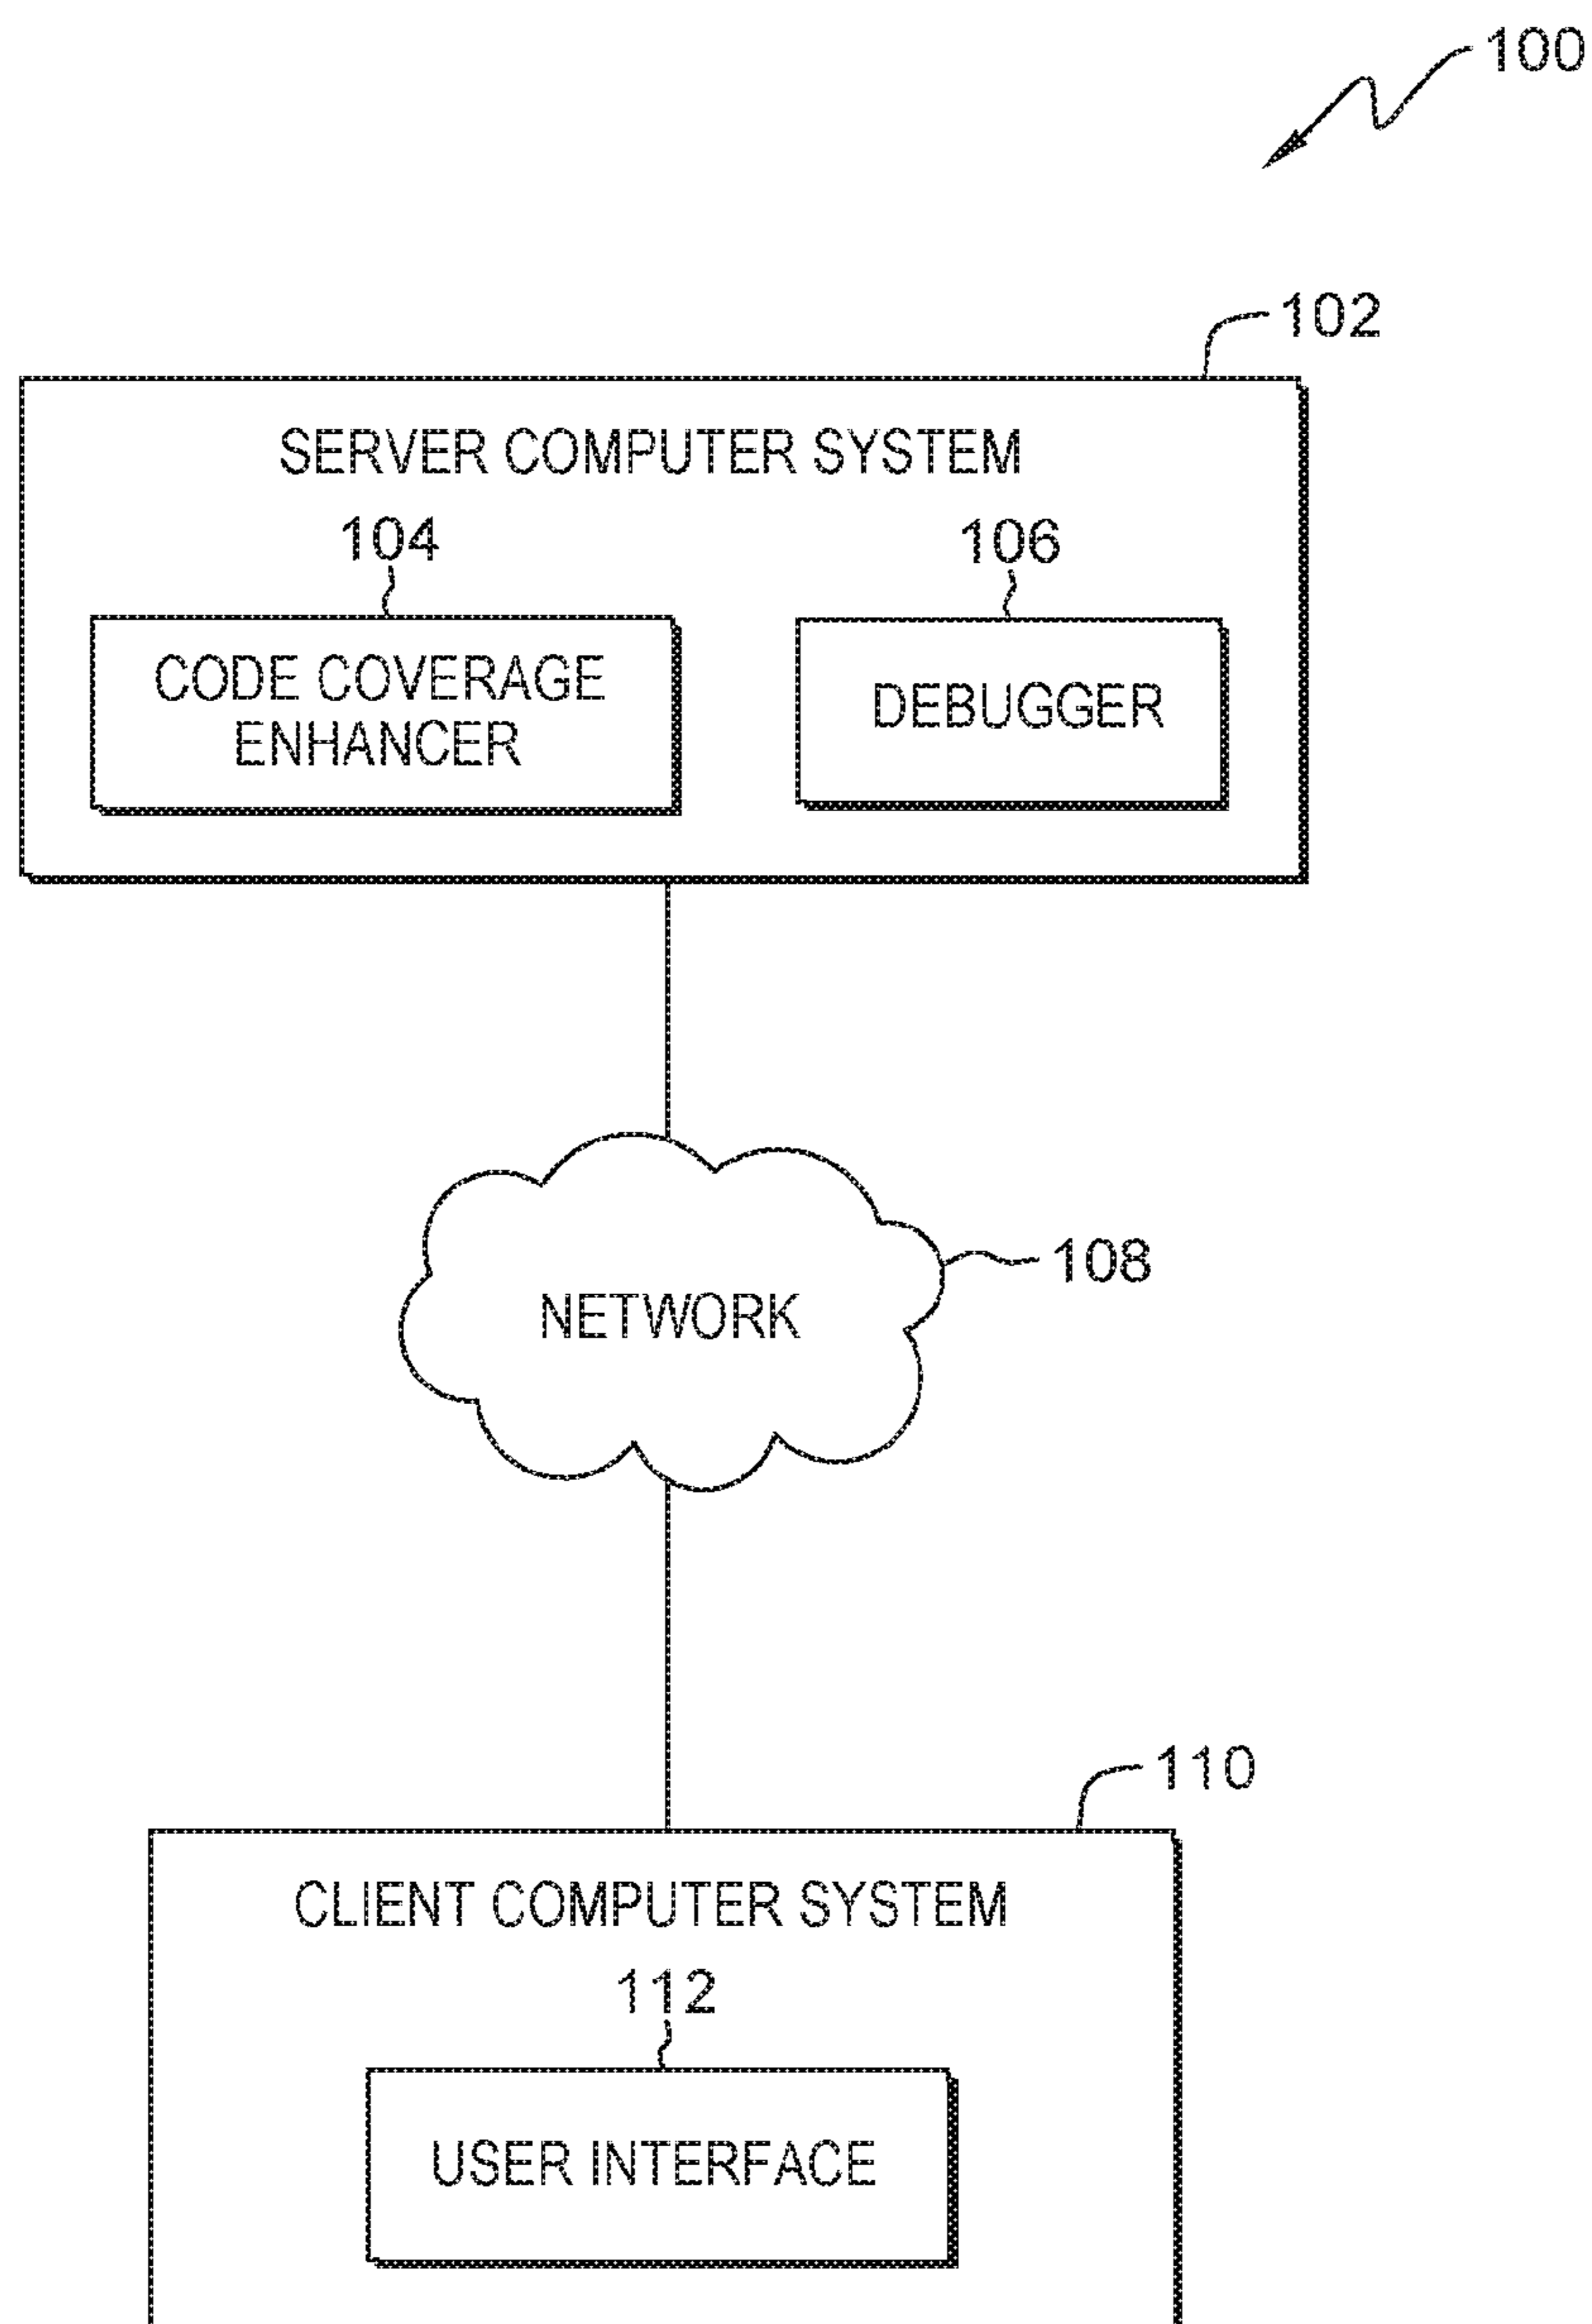 100
102
SERVER COMPUTER SYSTEM
104
106
CODE COVERAGE
ENHANCER
DEBUGGER
108
NETWORK
110
CLIENT COMPUTER SYSTEM
112
USER INTERFACE